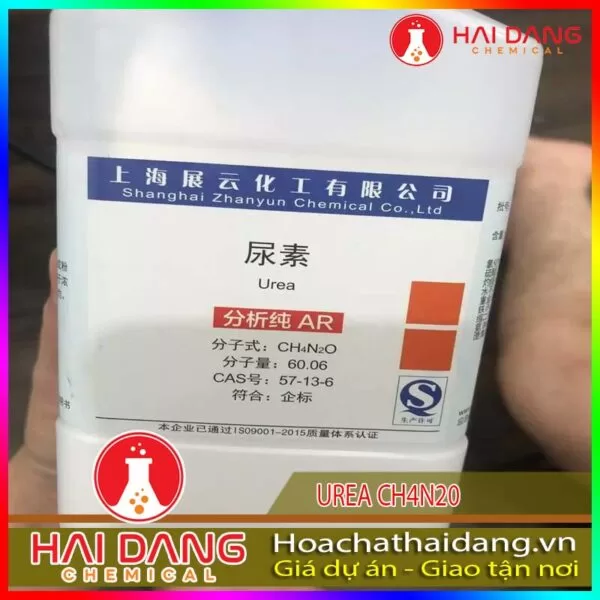 HAI DANG
CHEMICAL
上海展云化工有限公司
Shanghai Zhanyun Chemical Co.,Ltd
尿素
Urea
分析纯 AR
分子式: CH4N2O
分子量: 60.06
CAS号: 57-13-6
符合: 企标
生产许可
本企业已通过ISO9001-2015质量体系认证
UREA CH4N20
HAI DANG
CHEMICAL
Hoachathaidang.vn
Giá dự án - Giao tận nơi